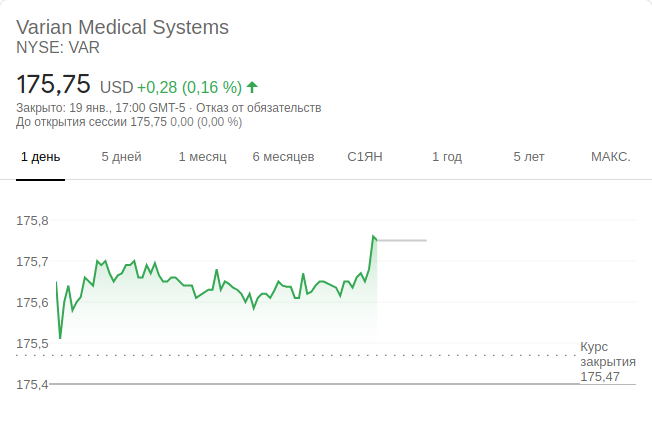 Varian Medical Systems
NYSE: VAR
175,75 USD +0,28 (0,16 %)
Закрыто: 19 янв., 17:00 GMT-5 · Отказ от обязательств
До открытия сессии 175,75 0,00 (0,00 %)
1 день 5 дней 1 месяц 6 месяцев С1ЯН 1 год 5 лет МАКС.
175,8
175,7
175,6
175,5
Курс
закрытия
175,47
175,4